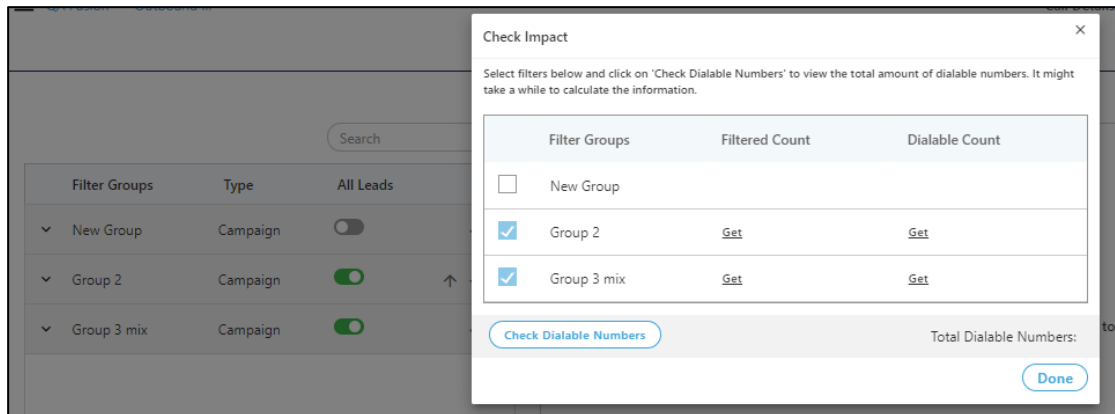 Check Impact
Select filters below and click on 'Check Dialable Numbers' to view the total amount of dialable numbers. It might
take a while to calculate the information.
Filter Groups Filtered Count Dialable Count
New Group
Group 2 Get Get
Group 3 mix Get Get
Check Dialable Numbers Total Dialable Numbers:
Done
Search
Filter Groups Type All Leads
New Group Campaign
Group 2 Campaign
Group 3 mix Campaign
to